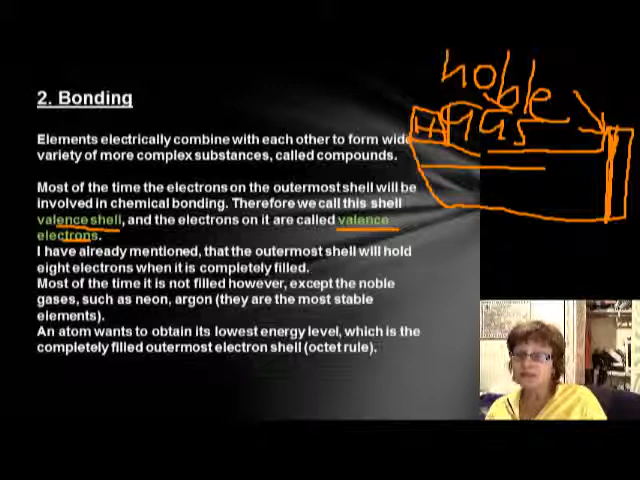 2. Bonding
Elements electrically combine with each other to form wide
variety of more complex substances, called compounds.
Most of the time the electrons on the outermost shell will be
involved in chemical bonding. Therefore we call this shell
valence shell, and the electrons on it are called valance
electrons.
I have already mentioned, that the outermost shell will hold
eight electrons when it is completely filled.
Most of the time it is not filled however, except the noble
gases, such as neon, argon (they are the most stable
elements).
An atom wants to obtain its lowest energy level, which is the
completely filled outermost electron shell (octet rule).
noble
H gas